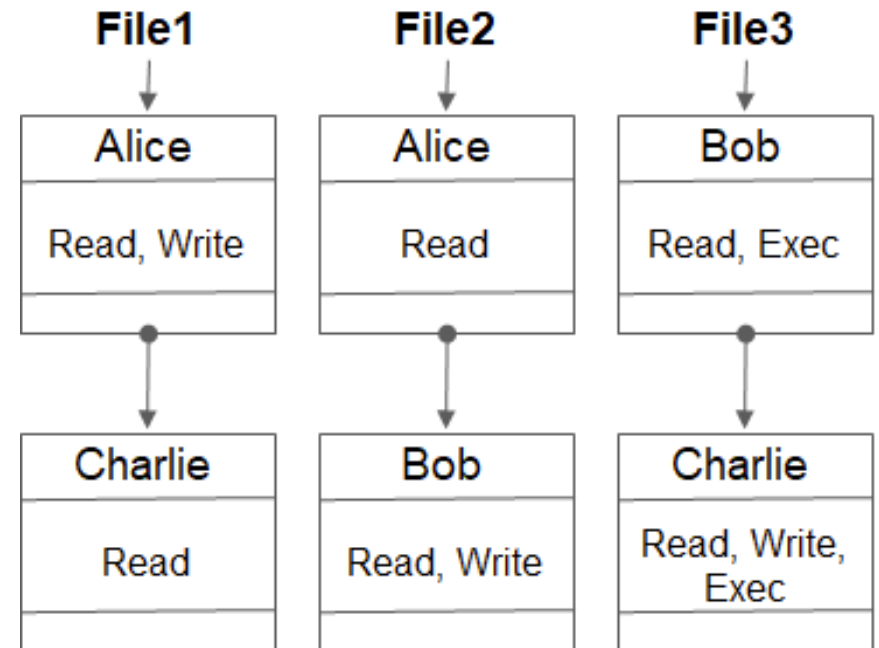 File1 File2 File3
Alice Alice Bob
Read, Write Read Read, Exec
Charlie Bob Charlie
Read Read, Write Read, Write,
Exec